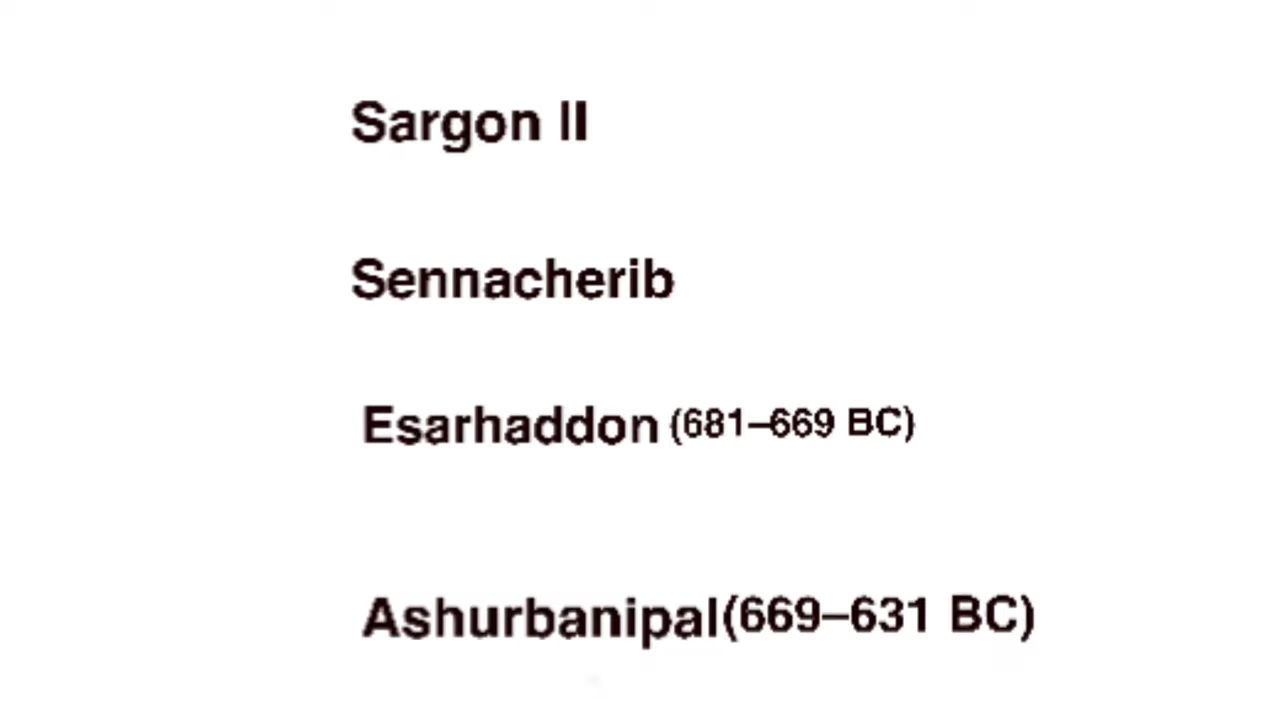 Sargon II
Sennacherib
Esarhaddon (681–669 BC)
Ashurbanipal(669–631 BC)